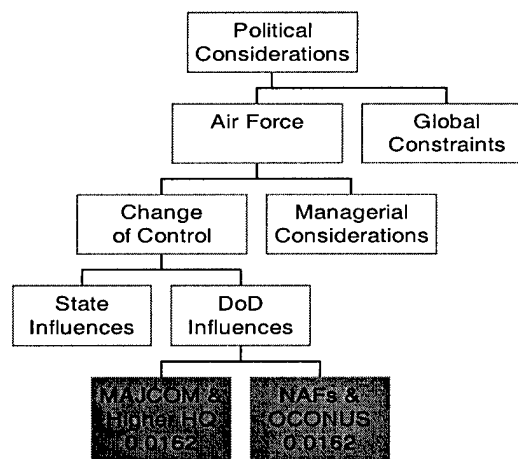 Political
Considerations
Air Force
Global
Constraints
Change
of Control
Managerial
Considerations
State
Influences
DoD
Influences
MAJCOM &
Higher HQ
0.0162
NAFs &
OCONUS
0.0162